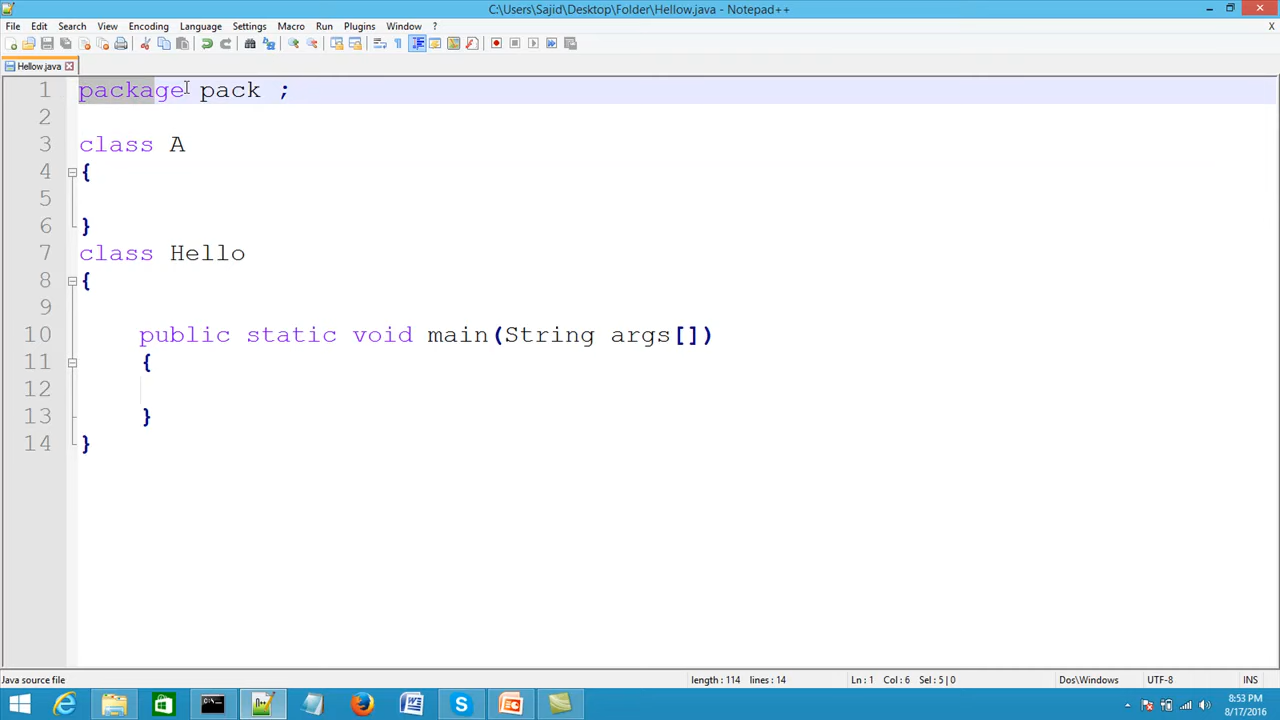 C:\Users\Sajid\Desktop\Folder\Hellow.java - Notepad++
File Edit Search View Encoding Language Settings Macro Run Plugins Window ? X
Hellow.java
1 package pack ;
2
3 class A
4 {
5
6 }
7 class Hello
8 {
9
10 public static void main(String args[])
11 {
12
13 }
14 }
Java source file length : 114 lines : 14 Ln : 1 Col : 6 Sel : 5 | 0 Dos\Windows UTF-8 INS
8:53 PM
8/17/2016